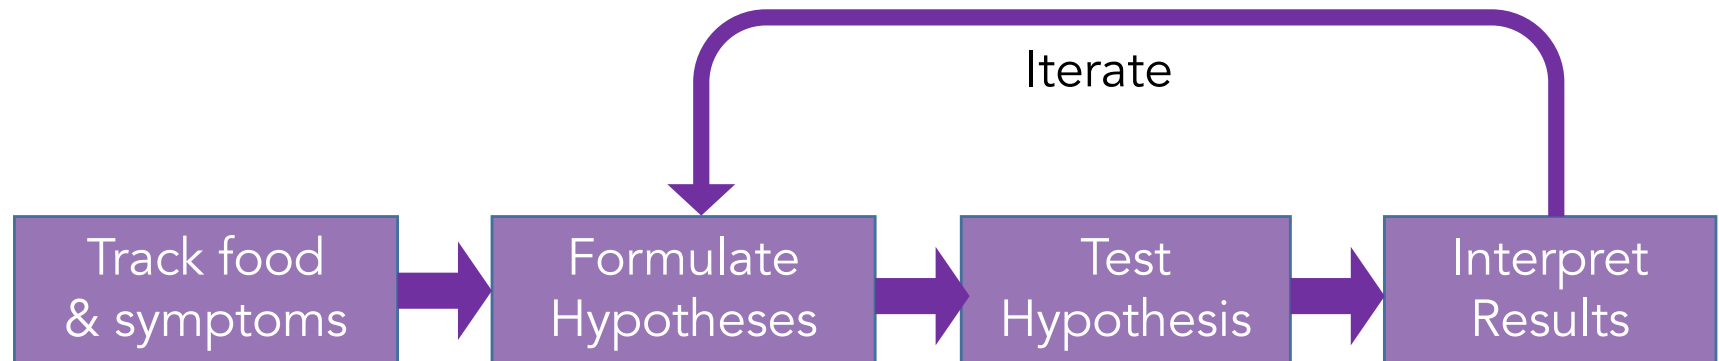 Iterate
Track food
& symptoms
Formulate
Hypotheses
Test
Hypothesis
Interpret
Results